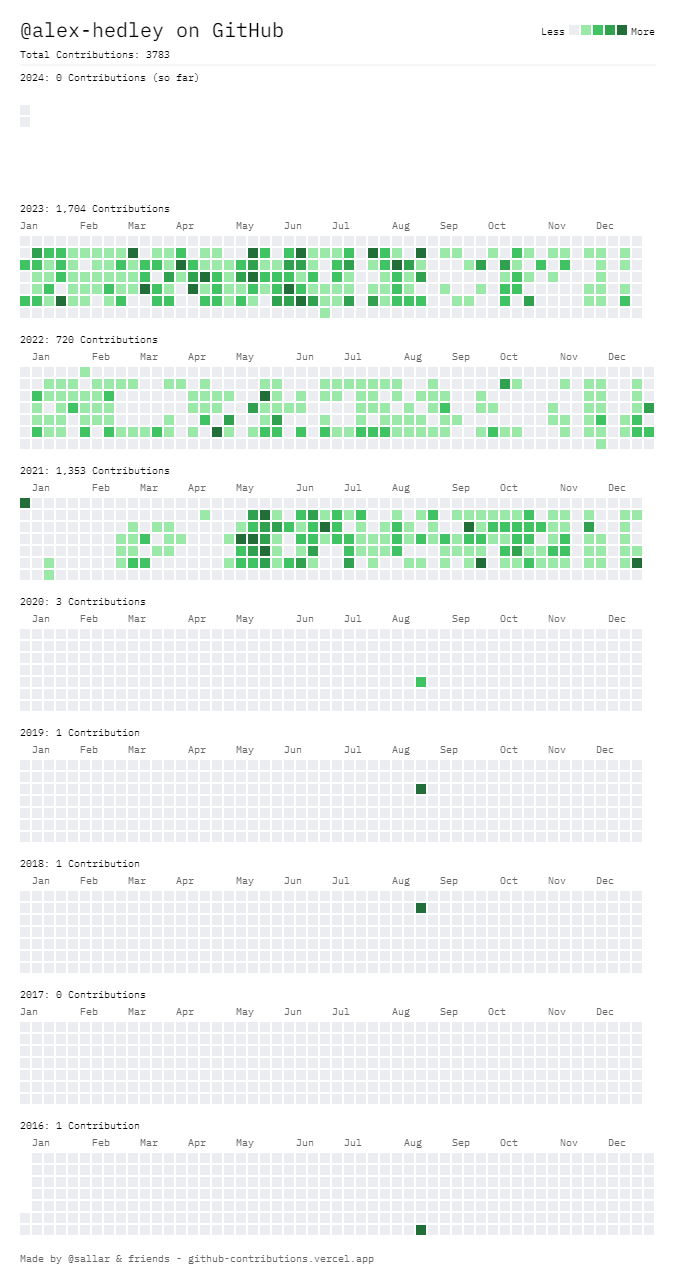 @alex-hedley on GitHub
Less More
Total Contributions: 3783
2024: 0 Contributions (so far)
2023: 1,704 Contributions
Jan Feb Mar Apr May Jun Jul Aug Sep Oct Nov Dec
2022: 720 Contributions
Jan Feb Mar Apr May Jun Jul Aug Sep Oct Nov Dec
2021: 1,353 Contributions
Jan Feb Mar Apr May Jun Jul Aug Sep Oct Nov Dec
2020: 3 Contributions
Jan Feb Mar Apr May Jun Jul Aug Sep Oct Nov Dec
2019: 1 Contribution
Jan Feb Mar Apr May Jun Jul Aug Sep Oct Nov Dec
2018: 1 Contribution
Jan Feb Mar Apr May Jun Jul Aug Sep Oct Nov Dec
2017: 0 Contributions
Jan Feb Mar Apr May Jun Jul Aug Sep Oct Nov Dec
2016: 1 Contribution
Jan Feb Mar Apr May Jun Jul Aug Sep Oct Nov Dec
Made by @sallar & friends - github-contributions.vercel.app